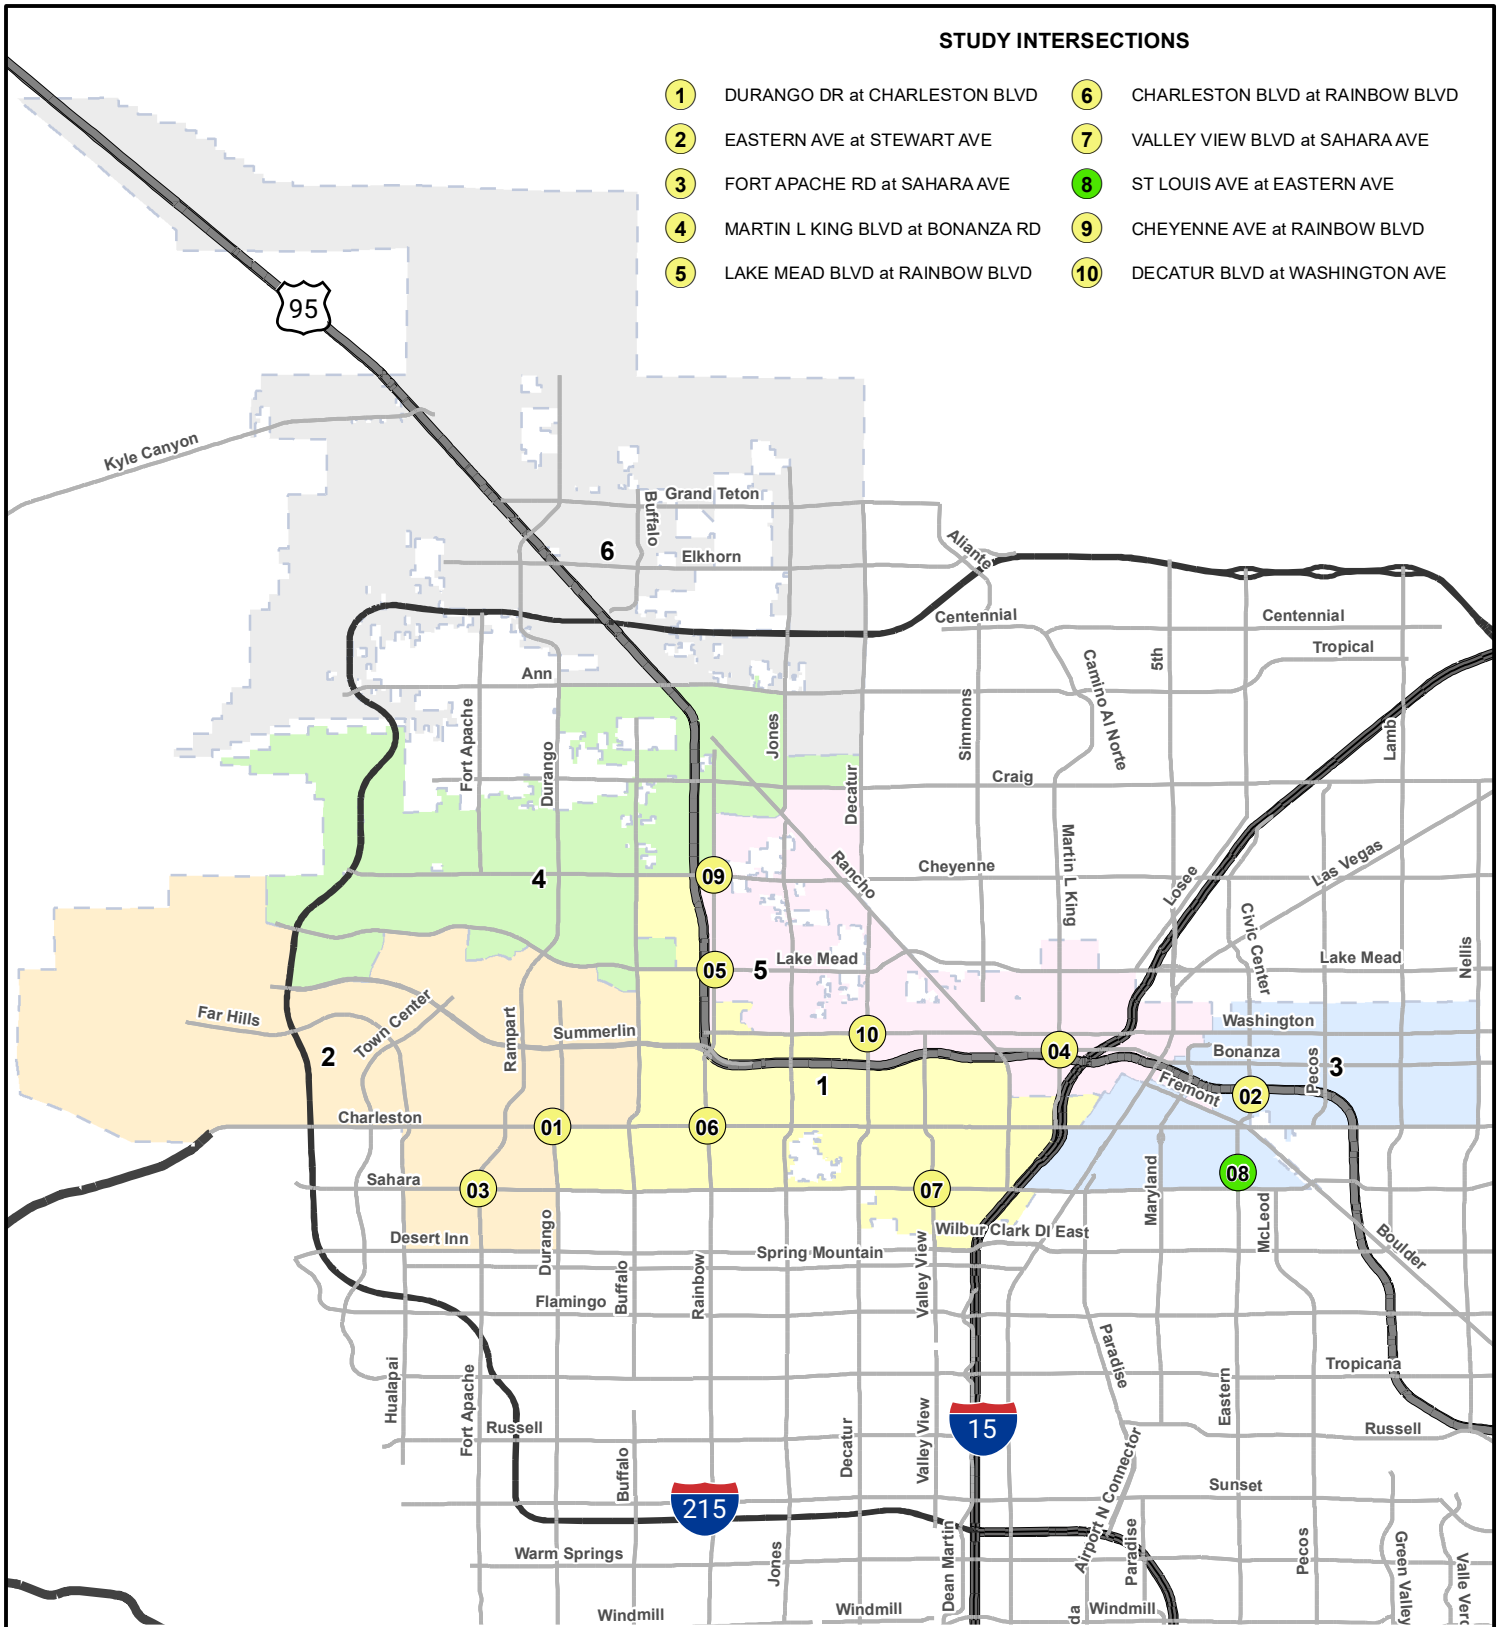 STUDY INTERSECTIONS
1 DURANGO DR at CHARLESTON BLVD
2 EASTERN AVE at STEWART AVE
3 FORT APACHE RD at SAHARA AVE
4 MARTIN L KING BLVD at BONANZA RD
5 LAKE MEAD BLVD at RAINBOW BLVD
6 CHARLESTON BLVD at RAINBOW BLVD
7 VALLEY VIEW BLVD at SAHARA AVE
8 ST LOUIS AVE at EASTERN AVE
9 CHEYENNE AVE at RAINBOW BLVD
10 DECATUR BLVD at WASHINGTON AVE
95
Kyle Canyon
Grand Teton
Buffalo
6
Elkhorn
Aliante
Centennial
Centennial
Tropical
5th
Camino Al Norte
Ann
Fort Apache
Durango
Jones
Simmons
Lamb
Decatur
Craig
Martin L King
Rancho
Cheyenne
Losee
Las Vegas
4
09
Civic Center
Nellis
05
5
Lake Mead
Lake Mead
Far Hills
Town Center
Rampart
Summerlin
10
Washington
2
04
Bonanza
Pecos
3
1
Fremont
02
Charleston
01
06
Sahara
03
07
08
Maryland
McLeod
Desert Inn
Durango
Wilbur Clark DI East
Boulder
Spring Mountain
Buffalo
Rainbow
Valley View
Flamingo
Paradise
Tropicana
Hualapai
Fort Apache
Eastern
Russell
15
Russell
Buffalo
Decatur
Valley View
Airport N Connector
Sunset
215
Warm Springs
Jones
Dean Martin
Paradise
Pecos
Green Valley
Valle Verd
Windmill
Windmill
da
Windmill